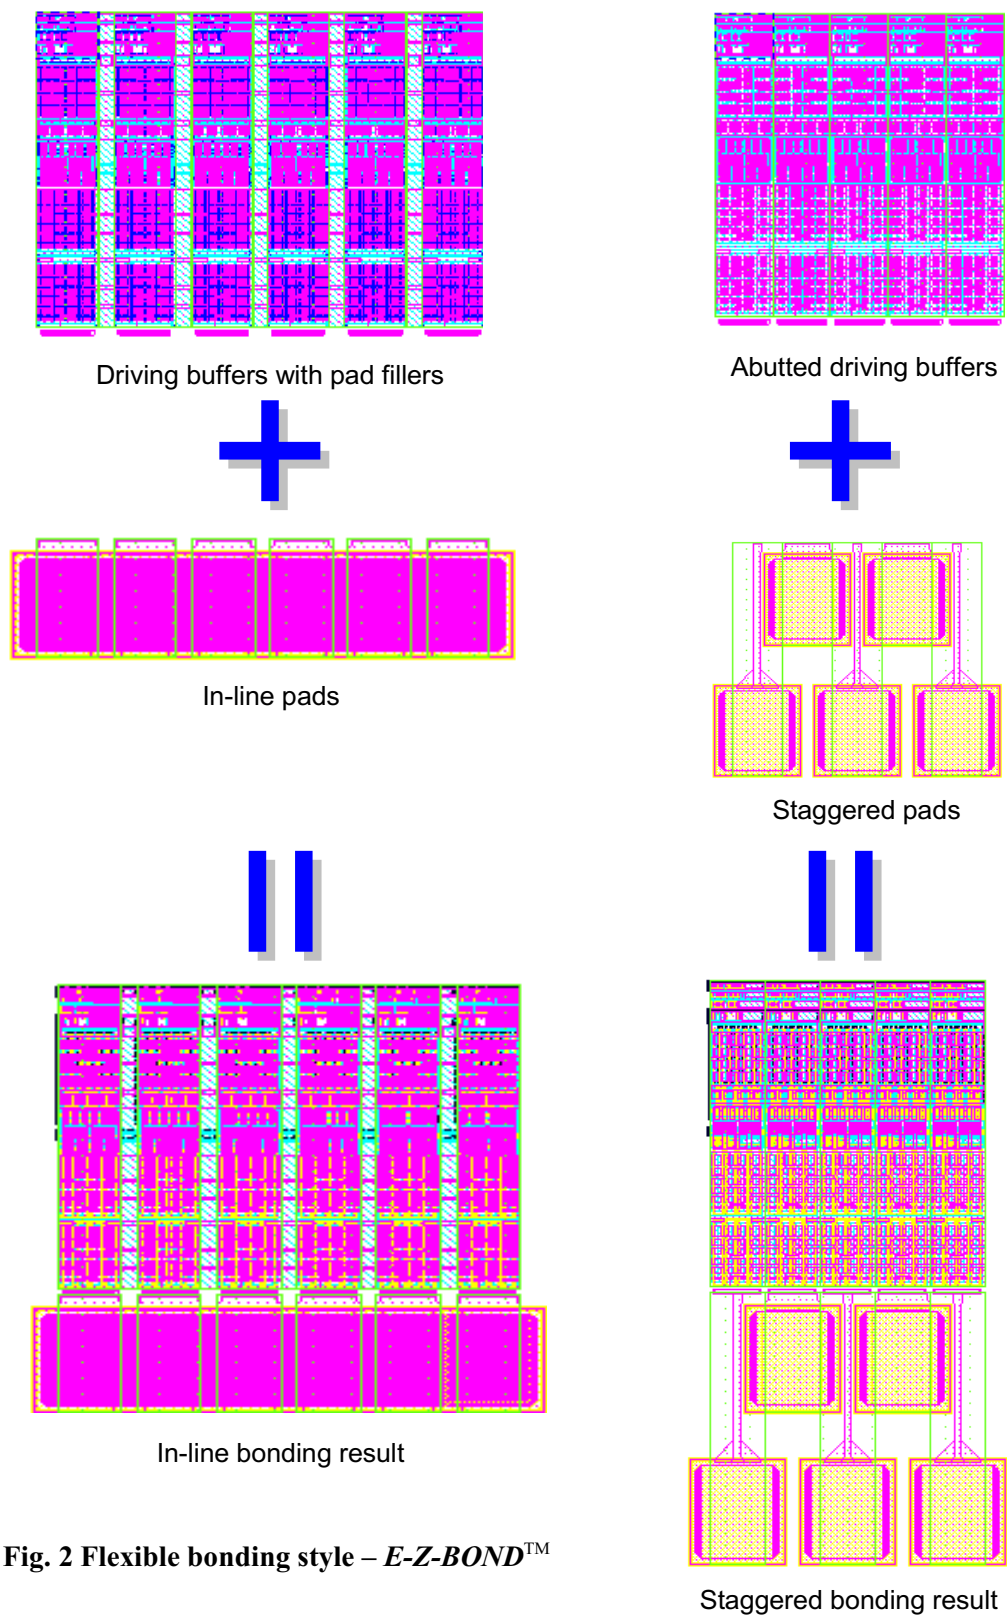 Driving buffers with pad fillers
Abutted driving buffers
In-line pads
Staggered pads
In-line bonding result
Fig. 2 Flexible bonding style – E-Z-BOND™
Staggered bonding result